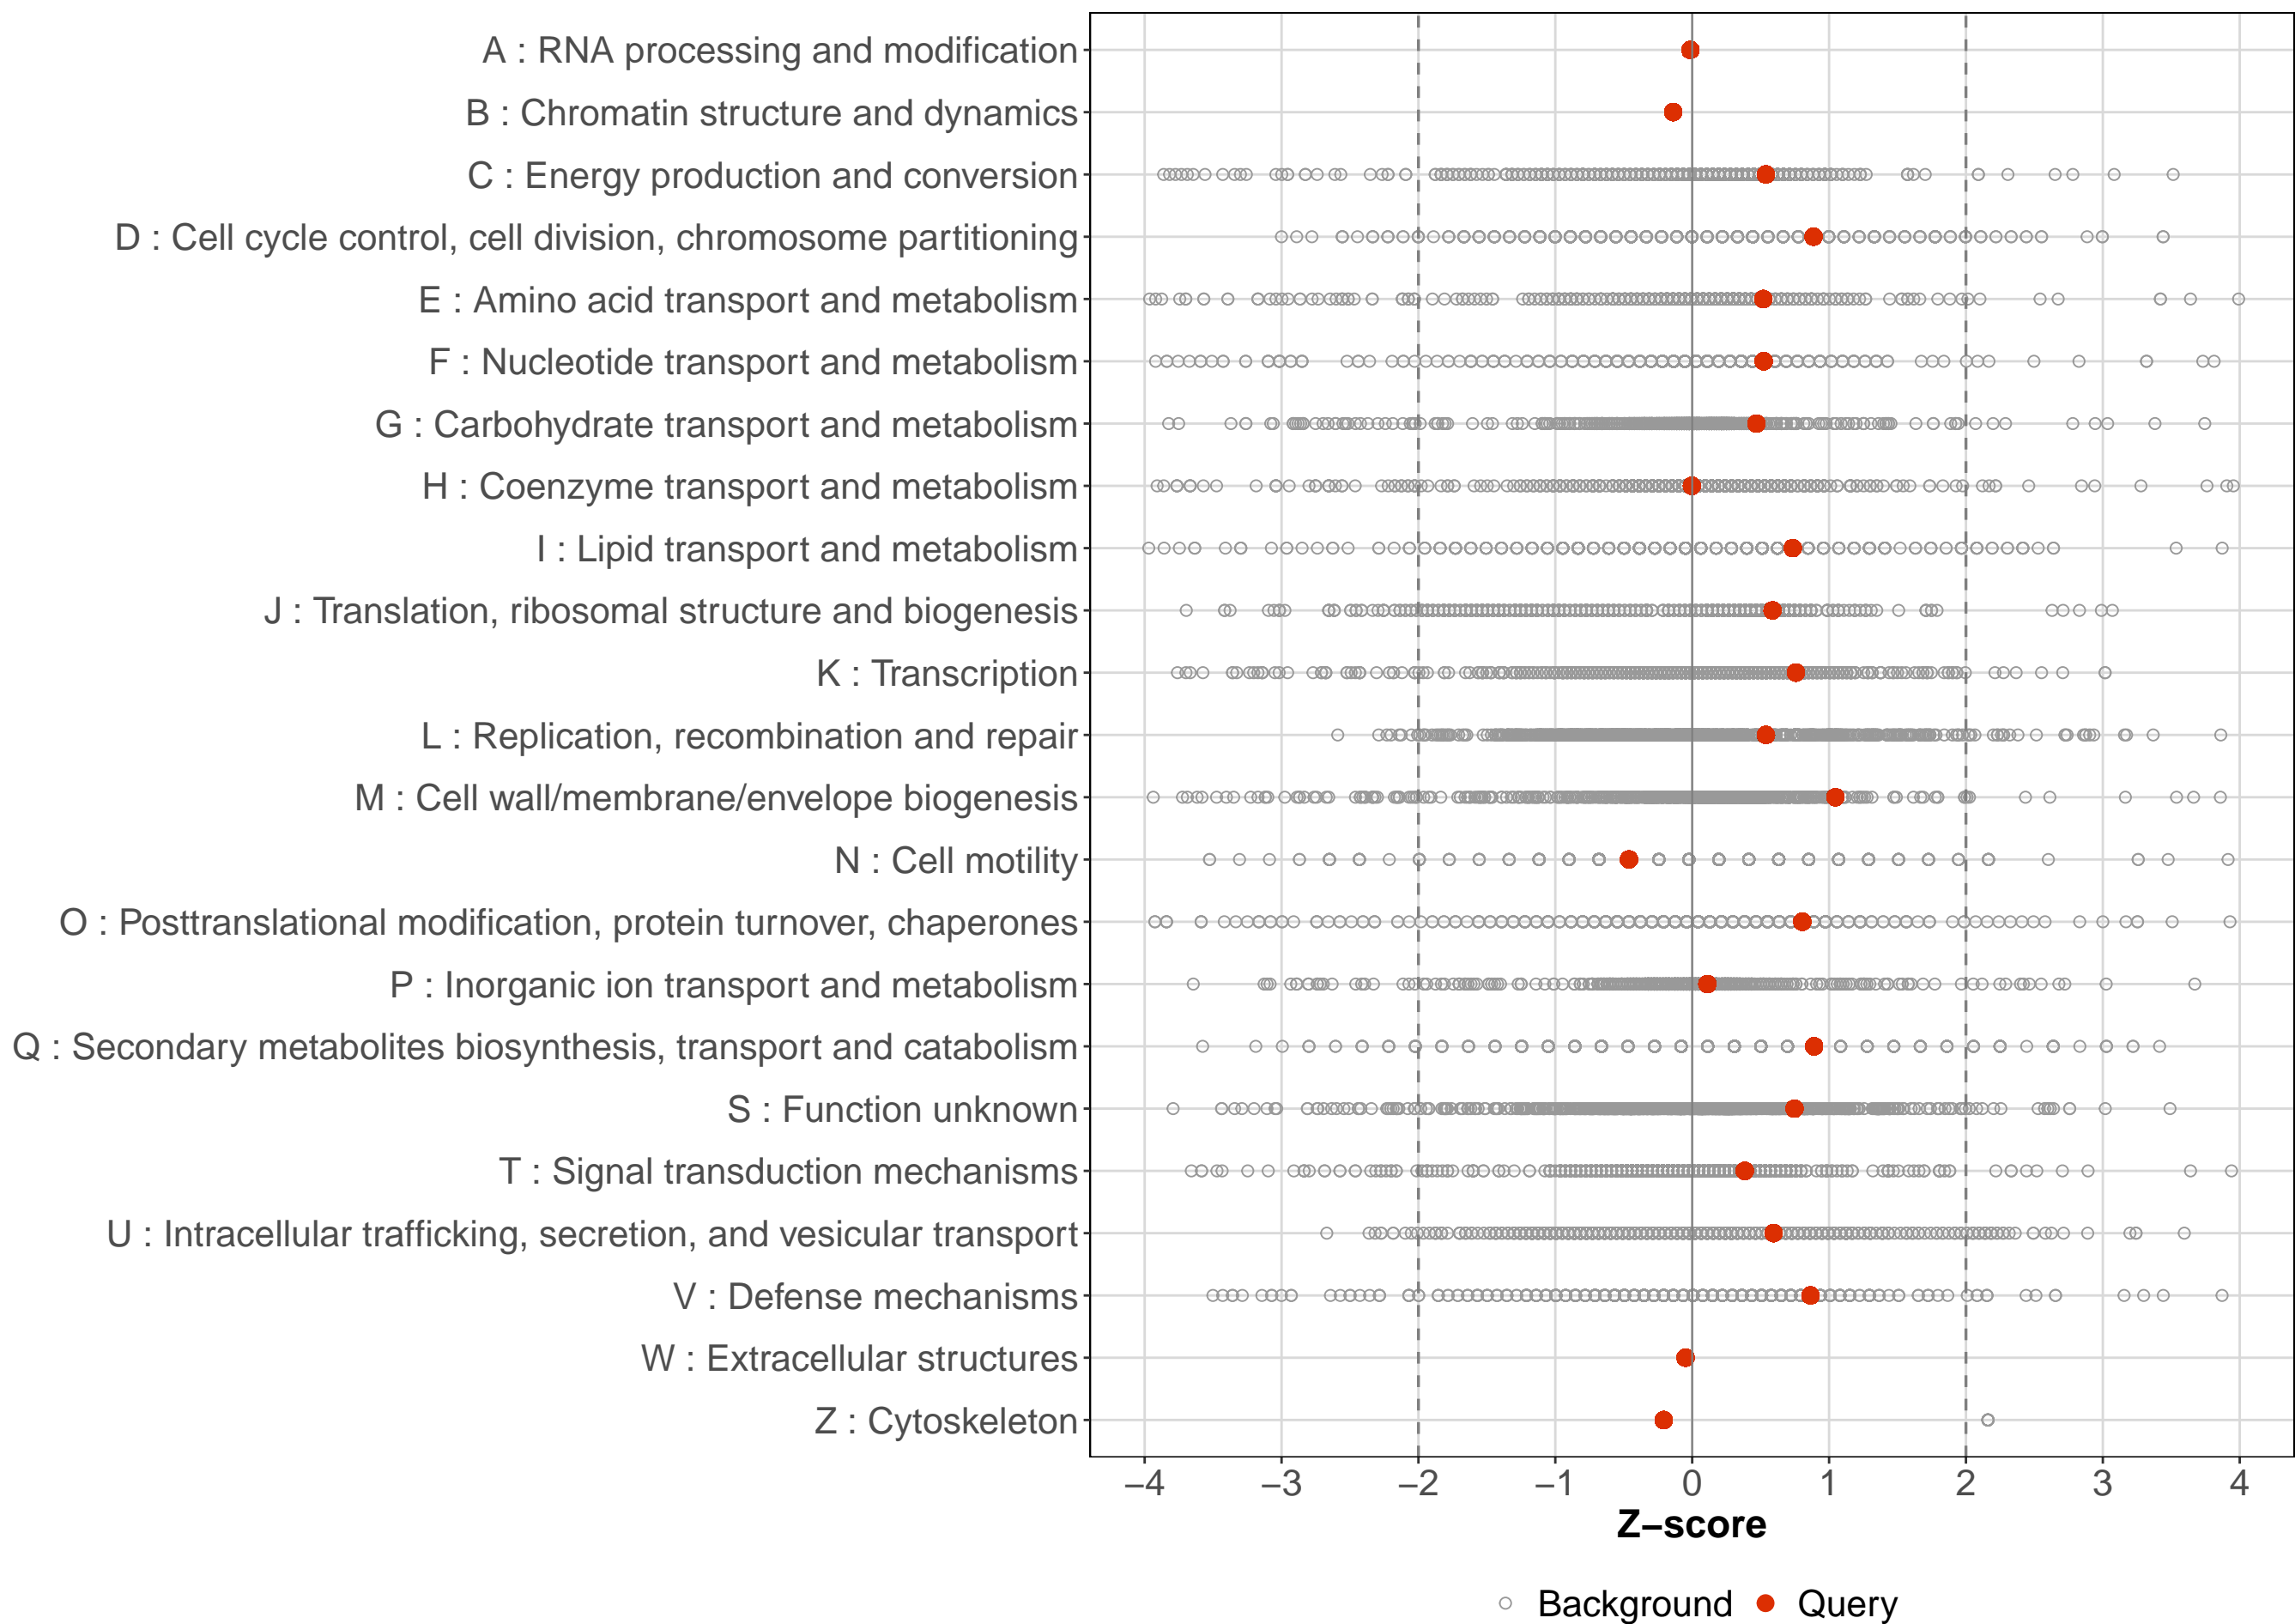 A : RNA processing and modification
B : Chromatin structure and dynamics
C : Energy production and conversion
D : Cell cycle control, cell division, chromosome partitioning
E : Amino acid transport and metabolism
F : Nucleotide transport and metabolism
G : Carbohydrate transport and metabolism
H : Coenzyme transport and metabolism
I : Lipid transport and metabolism
J : Translation, ribosomal structure and biogenesis
K : Transcription
L : Replication, recombination and repair
M : Cell wall/membrane/envelope biogenesis
N : Cell motility
O : Posttranslational modification, protein turnover, chaperones
P : Inorganic ion transport and metabolism
Q : Secondary metabolites biosynthesis, transport and catabolism
S : Function unknown
T : Signal transduction mechanisms
U : Intracellular trafficking, secretion, and vesicular transport
V : Defense mechanisms
W : Extracellular structures
Z : Cytoskeleton
−4 −3 −2 −1 0 1 2 3 4
Z−score
Background Query